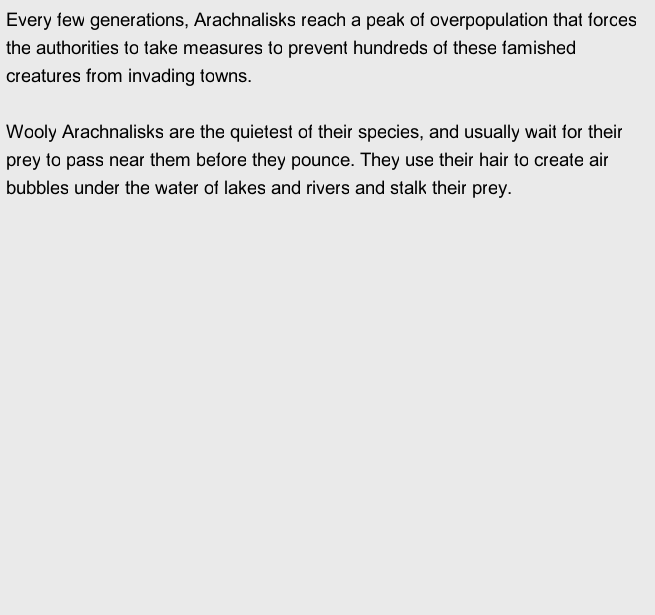 Every few generations, Arachnalisks reach a peak of overpopulation that forces
the authorities to take measures to prevent hundreds of these famished
creatures from invading towns.

Wooly Arachnalisks are the quietest of their species, and usually wait for their
prey to pass near them before they pounce. They use their hair to create air
bubbles under the water of lakes and rivers and stalk their prey.